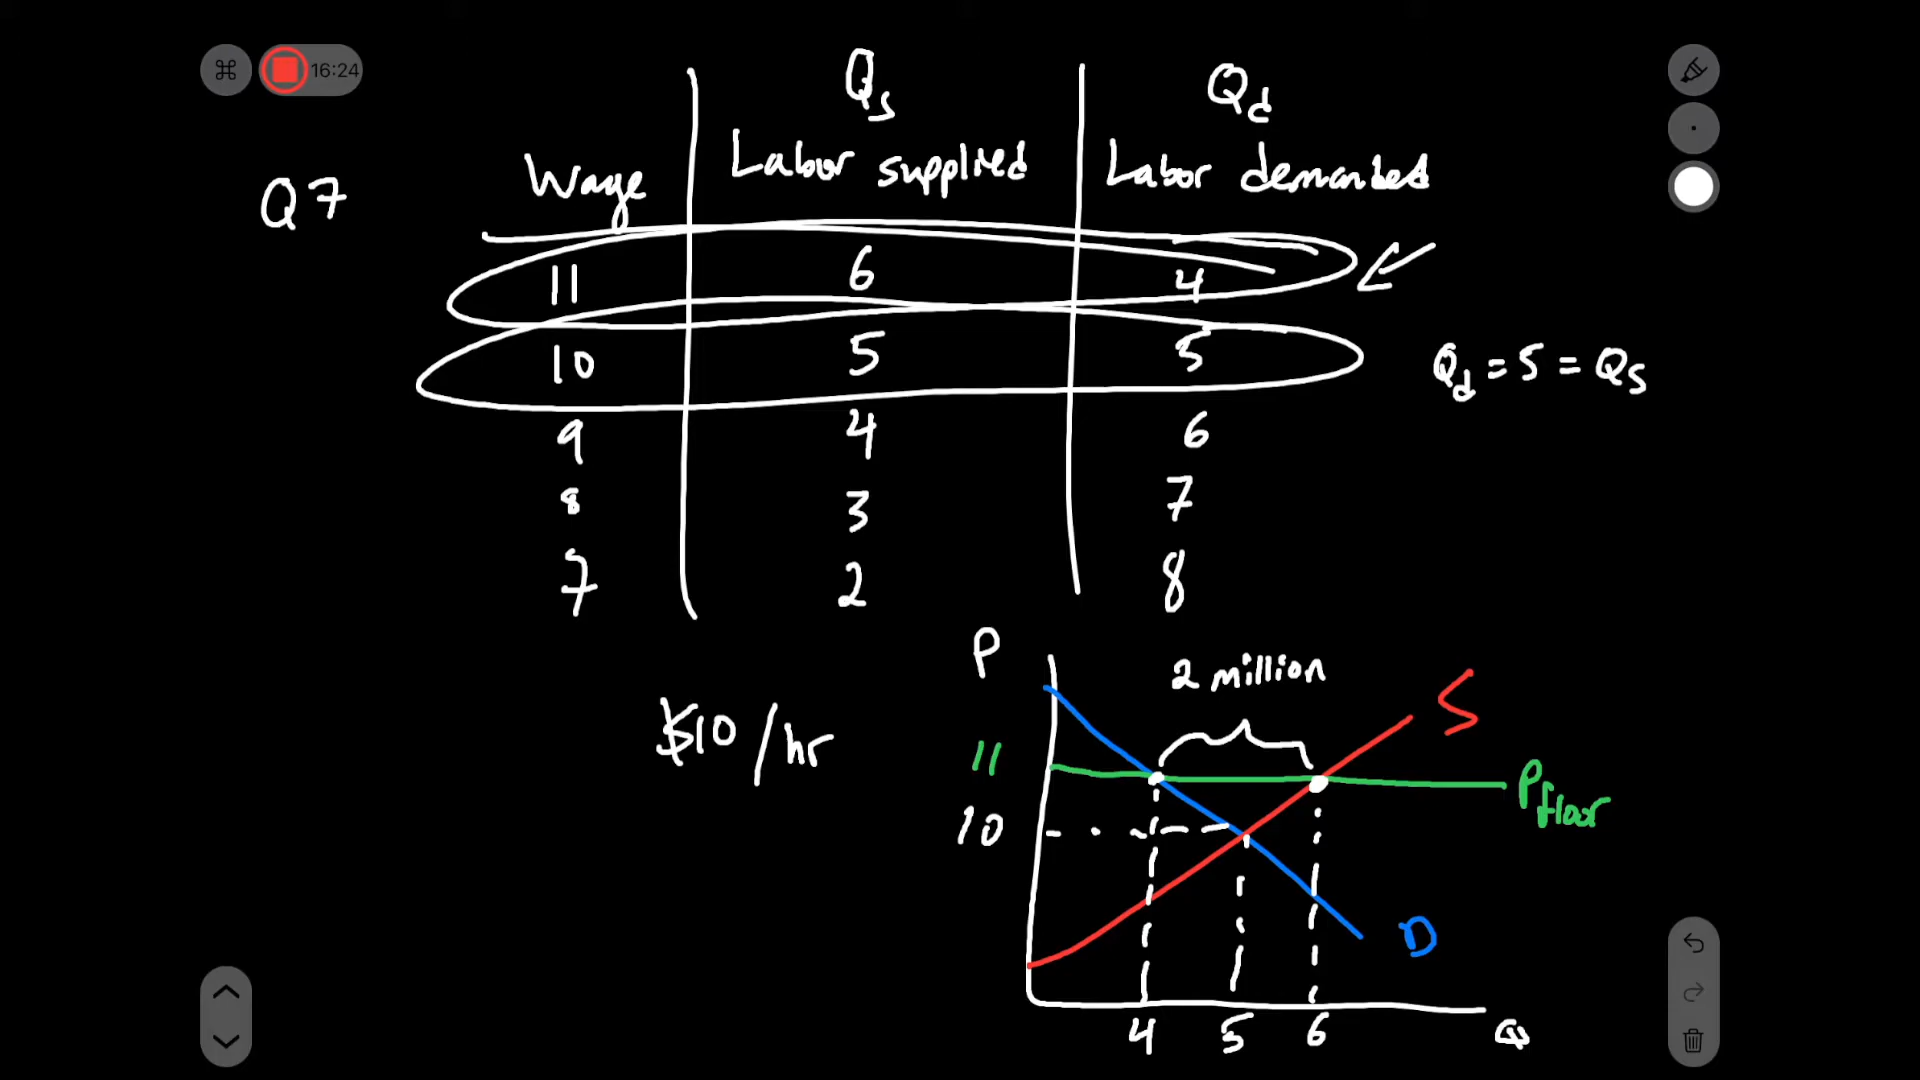 ⌘ 16:24
Q7
Wage | Qs Labor supplied | Qd Labor demanded
11 6 4
10 5 5
Qd = 5 = Qs
9 4 6
8 3 7
7 2 8
$10/hr
P
2 million
S
11
Pfloor
10
D
4 5 6 Q